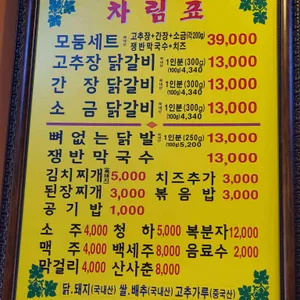 차림표
모둠세트 고추장+간장+소금(각200g) 쟁반막국수+치즈 39,000
고추장 닭갈비 1인분(300g) (100g)4,340 13,000
간장 닭갈비 1인분(300g) (100g)4,340 13,000
소금 닭갈비 1인분(300g) (100g)4,340 13,000
뼈없는닭발 1인분(250g) (100g)5,200 13,000
쟁반막국수 13,000
김치찌개 5,000 치즈추가 3,000
된장찌개 3,000 볶음밥 3,000
공기밥 1,000
소주 4,000 청하 5,000 복분자 12,000
맥주 4,000 백세주 8,000 음료수 2,000
막걸리 4,000 산사춘 8,000
닭.돼지(국내산) 쌀.배추(국내산) 고추가루(중국산)